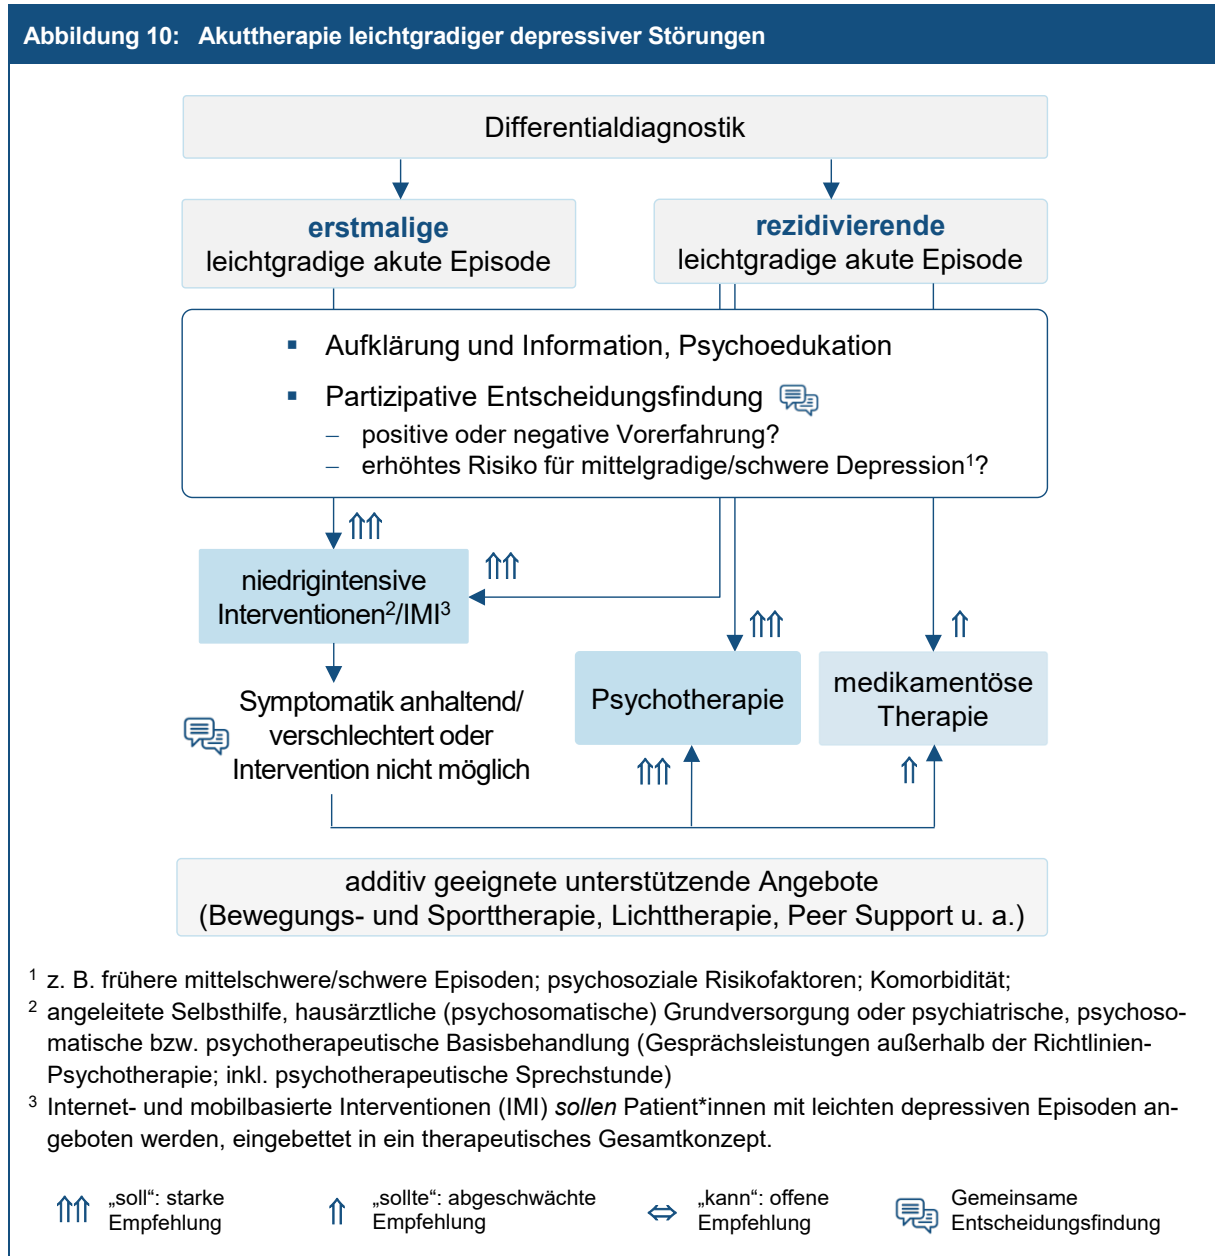 Abbildung 10: Akuttherapie leichtgradiger depressiver Störungen
Differentialdiagnostik
erstmalige
leichtgradige akute Episode
rezidivierende
leichtgradige akute Episode
▪ Aufklärung und Information, Psychoedukation
▪ Partizipative Entscheidungsfindung
– positive oder negative Vorerfahrung?
– erhöhtes Risiko für mittelgradige/schwere Depression¹?
⇑⇑
niedrigintensive
Interventionen²/IMI³
⇑⇑
⇑⇑
⇑
Symptomatik anhaltend/
verschlechtert oder
Intervention nicht möglich
Psychotherapie
medikamentöse
Therapie
⇑⇑
⇑
additiv geeignete unterstützende Angebote
(Bewegungs- und Sporttherapie, Lichttherapie, Peer Support u. a.)
¹ z. B. frühere mittelschwere/schwere Episoden; psychosoziale Risikofaktoren; Komorbidität;
² angeleitete Selbsthilfe, hausärztliche (psychosomatische) Grundversorgung oder psychiatrische, psychoso-
matische bzw. psychotherapeutische Basisbehandlung (Gesprächsleistungen außerhalb der Richtlinien-
Psychotherapie; inkl. psychotherapeutische Sprechstunde)
³ Internet- und mobilbasierte Interventionen (IMI) sollen Patient*innen mit leichten depressiven Episoden an-
geboten werden, eingebettet in ein therapeutisches Gesamtkonzept.
⇑⇑ „soll“: starke
Empfehlung
⇑ „sollte“: abgeschwächte
Empfehlung
⇔ „kann“: offene
Empfehlung
Gemeinsame
Entscheidungsfindung